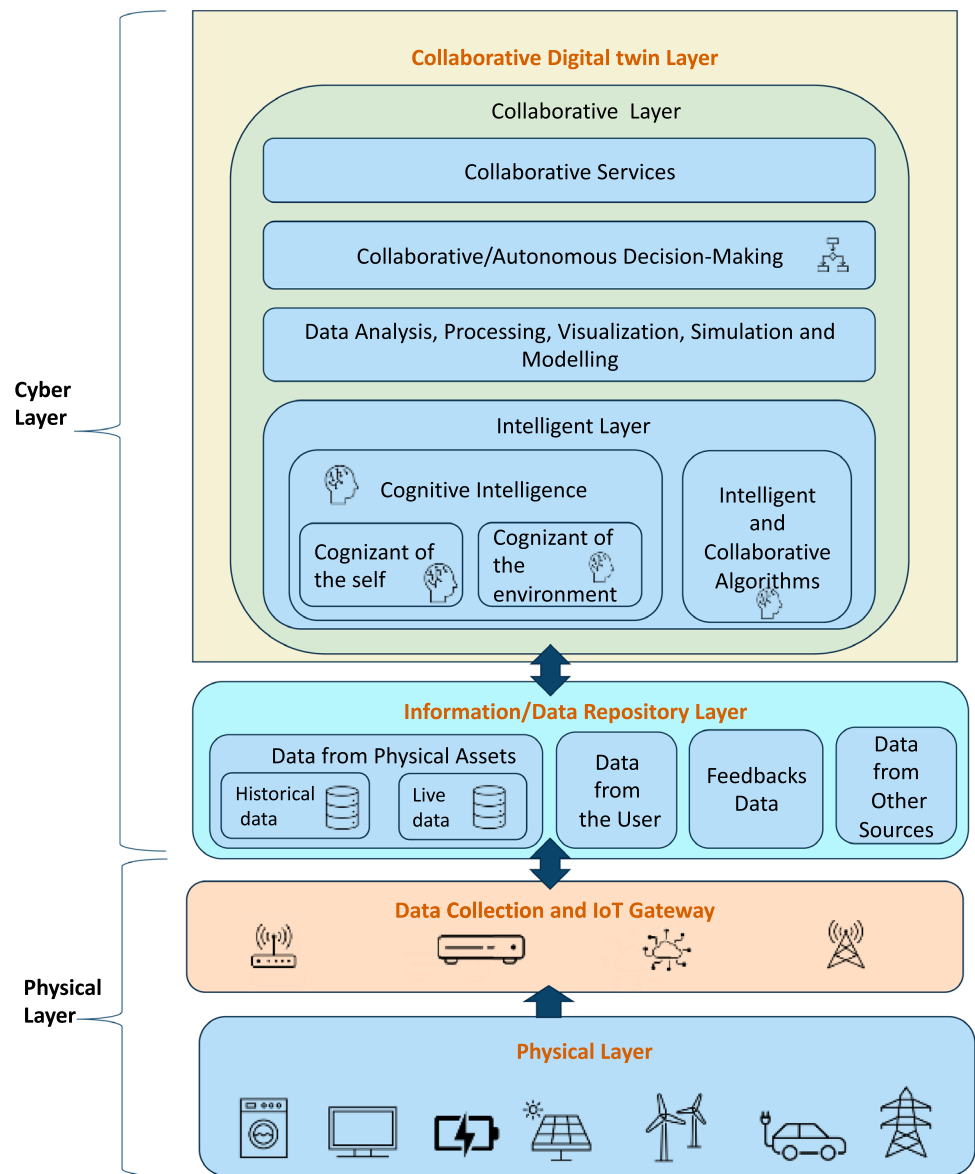 Collaborative Digital twin Layer
Collaborative Layer
Collaborative Services
Collaborative/Autonomous Decision-Making
Data Analysis, Processing, Visualization, Simulation and
Modelling
Cyber
Layer
Intelligent Layer
Cognitive Intelligence
Cognizant of
the self
Cognizant of
the
environment
Intelligent
and
Collaborative
Algorithms
Information/Data Repository Layer
Data from Physical Assets
Historical
data
Live
data
Data
from
the User
Feedbacks
Data
Data
from
Other
Sources
Data Collection and IoT Gateway
Physical
Layer
Physical Layer